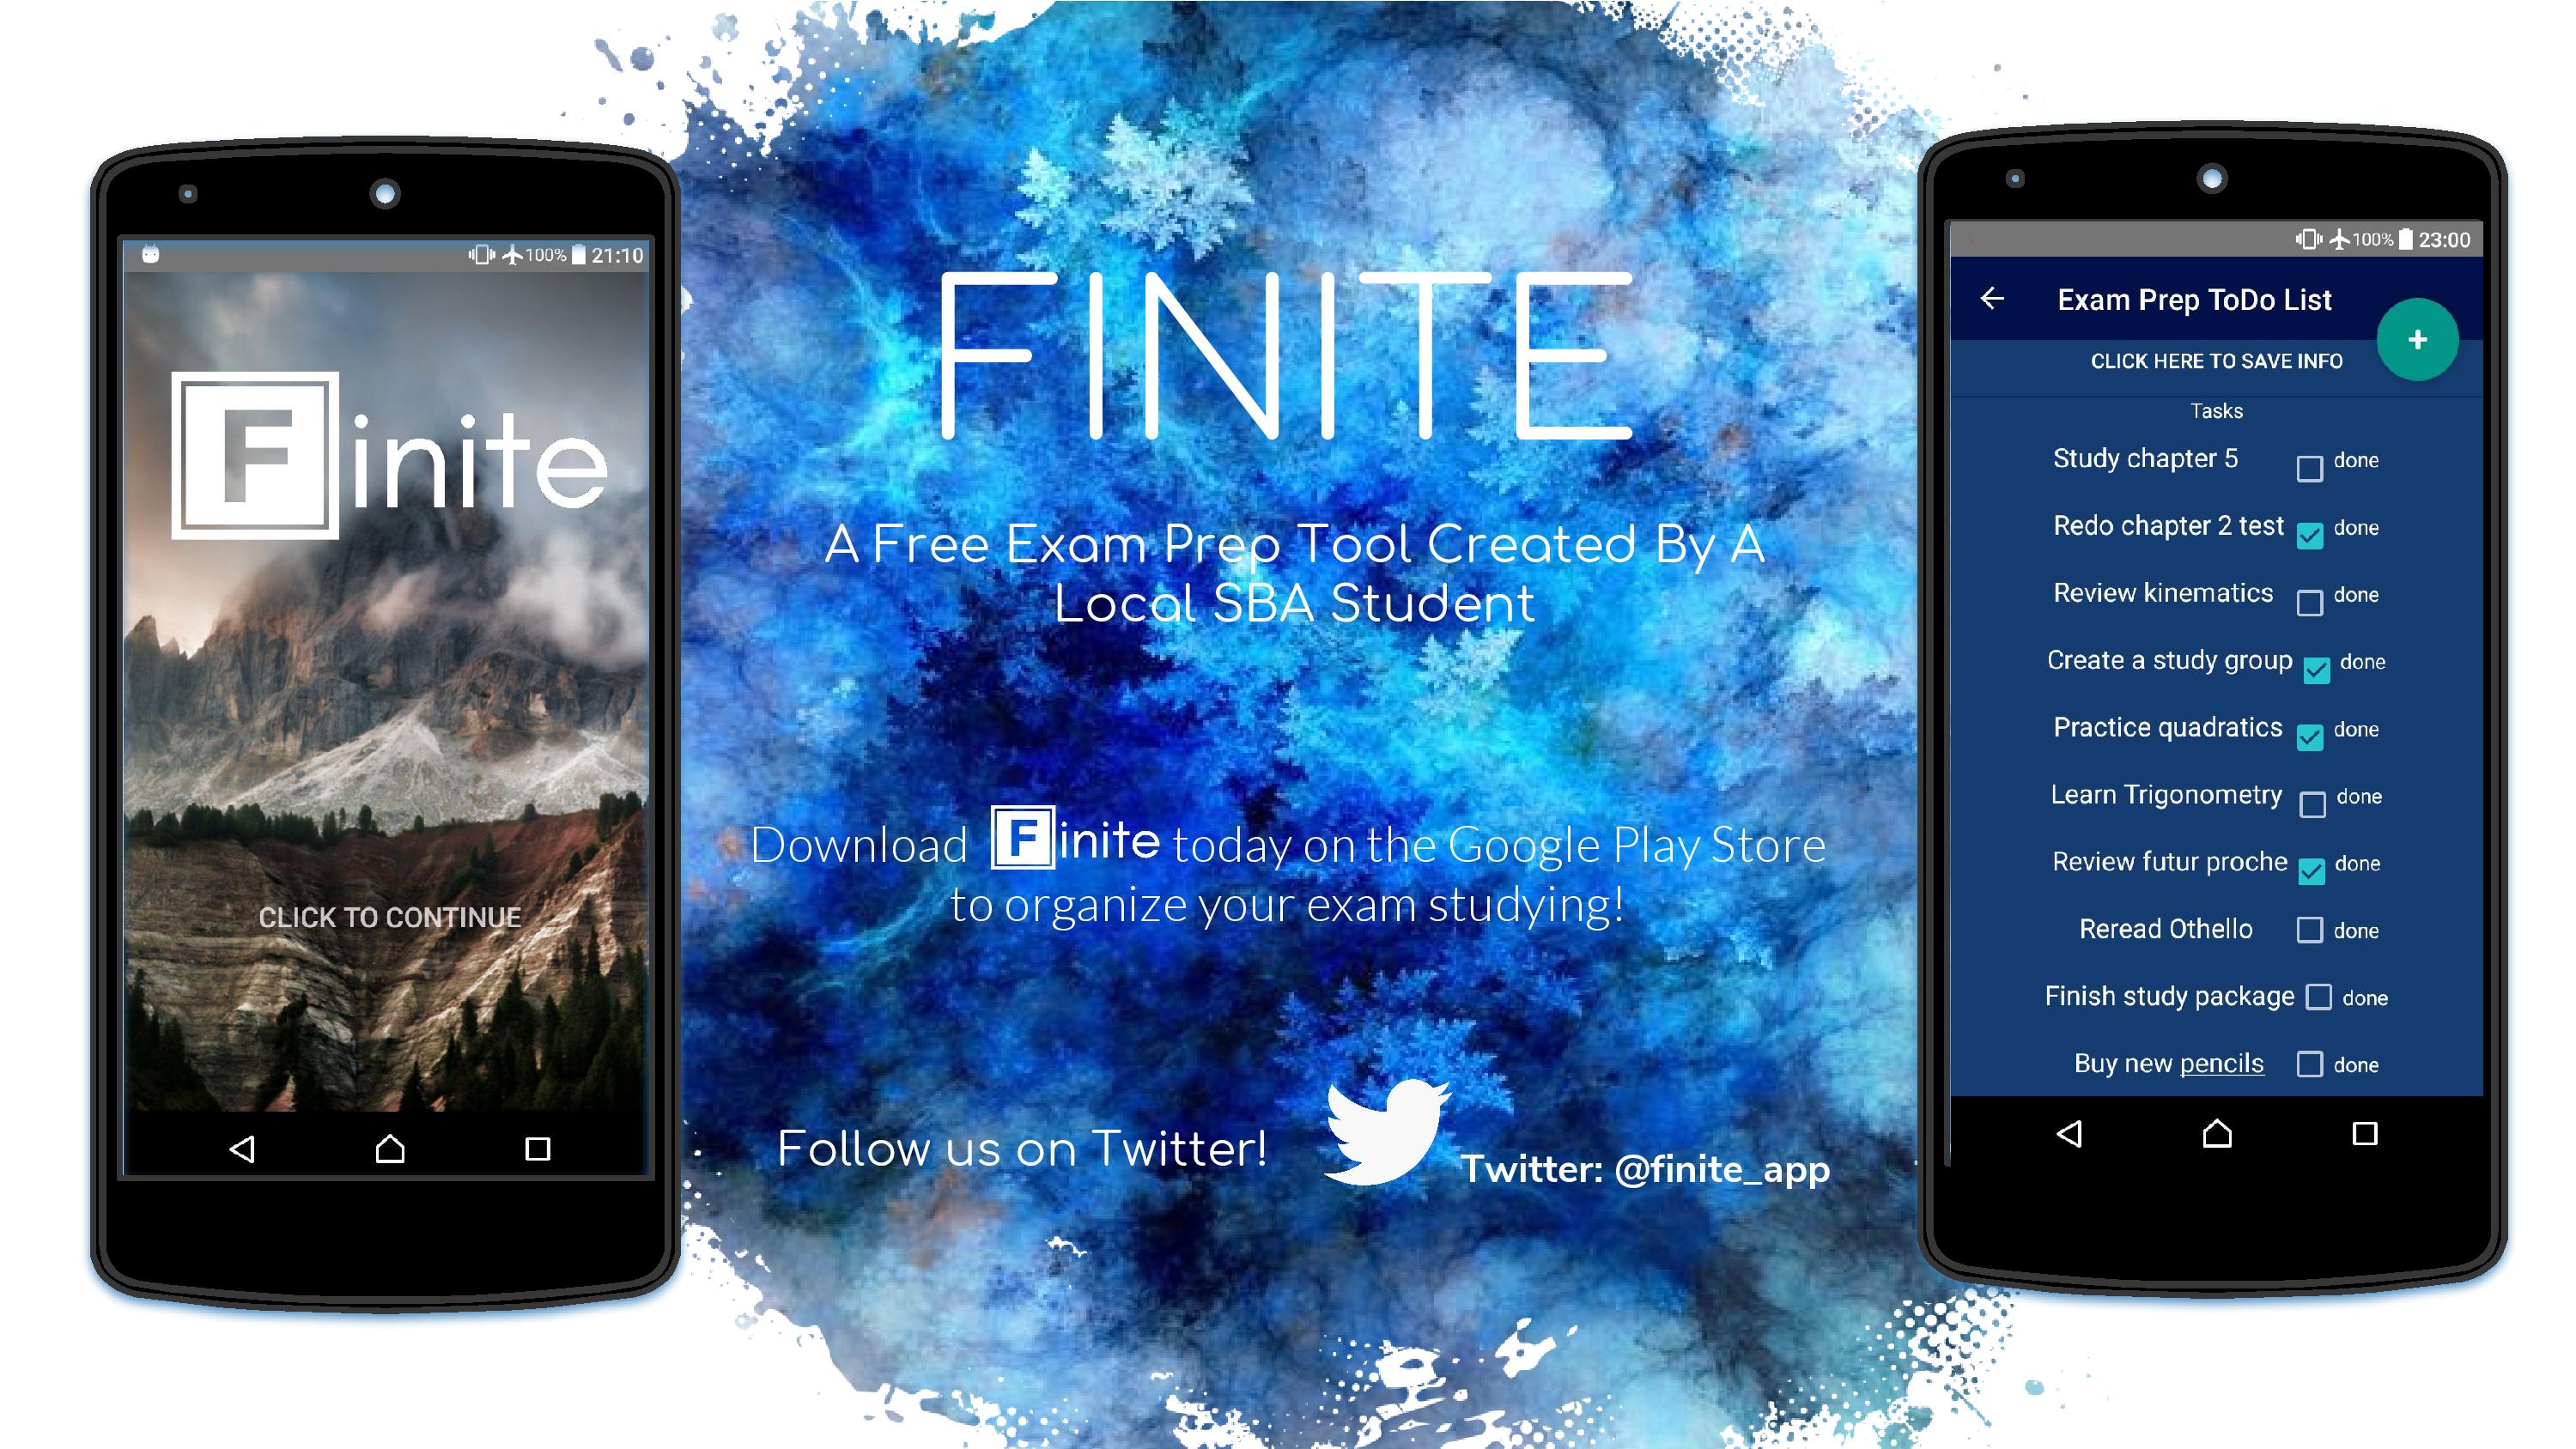 100% 21:10
Finite
CLICK TO CONTINUE
FINITE
A Free Exam Prep Tool Created By A
Local SBA Student
Download Finite today on the Google Play Store
to organize your exam studying!
Follow us on Twitter!
Twitter: @finite_app
100% 23:00
Exam Prep ToDo List
+
CLICK HERE TO SAVE INFO
Tasks
Study chapter 5 done
Redo chapter 2 test done
Review kinematics done
Create a study group done
Practice quadratics done
Learn Trigonometry done
Review futur proche done
Reread Othello done
Finish study package done
Buy new pencils done